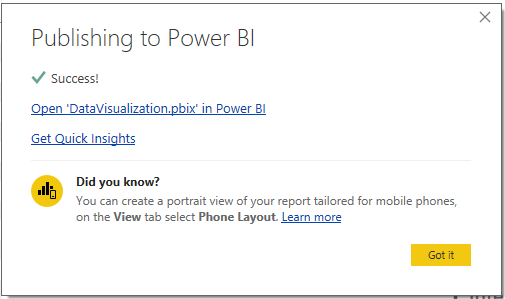 Publishing to Power BI
Success!
Open 'DataVisualization.pbix' in Power BI
Get Quick Insights
Did you know?
You can create a portrait view of your report tailored for mobile phones,
on the View tab select Phone Layout. Learn more
Got it